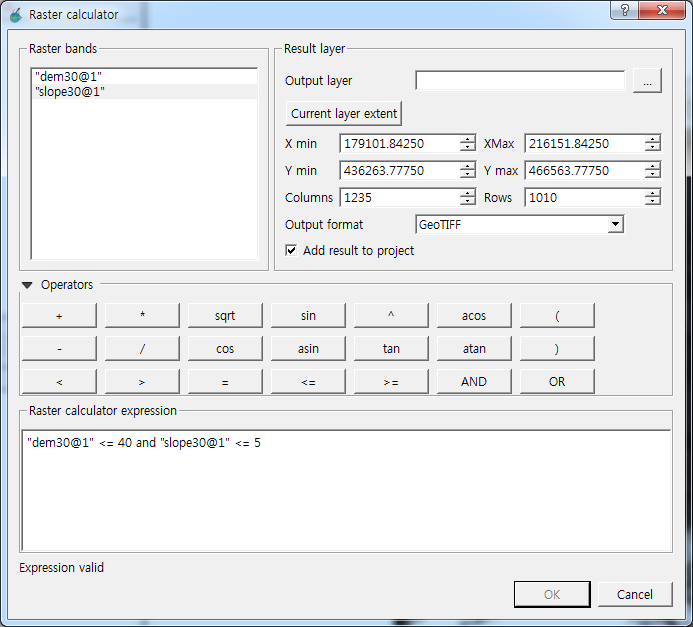 Raster calculator
?
Raster bands
"dem30@1"
"slope30@1"
Result layer
Output layer
...
Current layer extent
X min 179101.84250 XMax 216151.84250
Y min 436263.77750 Y max 466563.77750
Columns 1235 Rows 1010
Output format GeoTIFF
Add result to project
Operators
+ * sqrt sin ^ acos (
- / cos asin tan atan )
< > = <= >= AND OR
Raster calculator expression
"dem30@1" <= 40 and "slope30@1" <= 5
Expression valid
OK Cancel